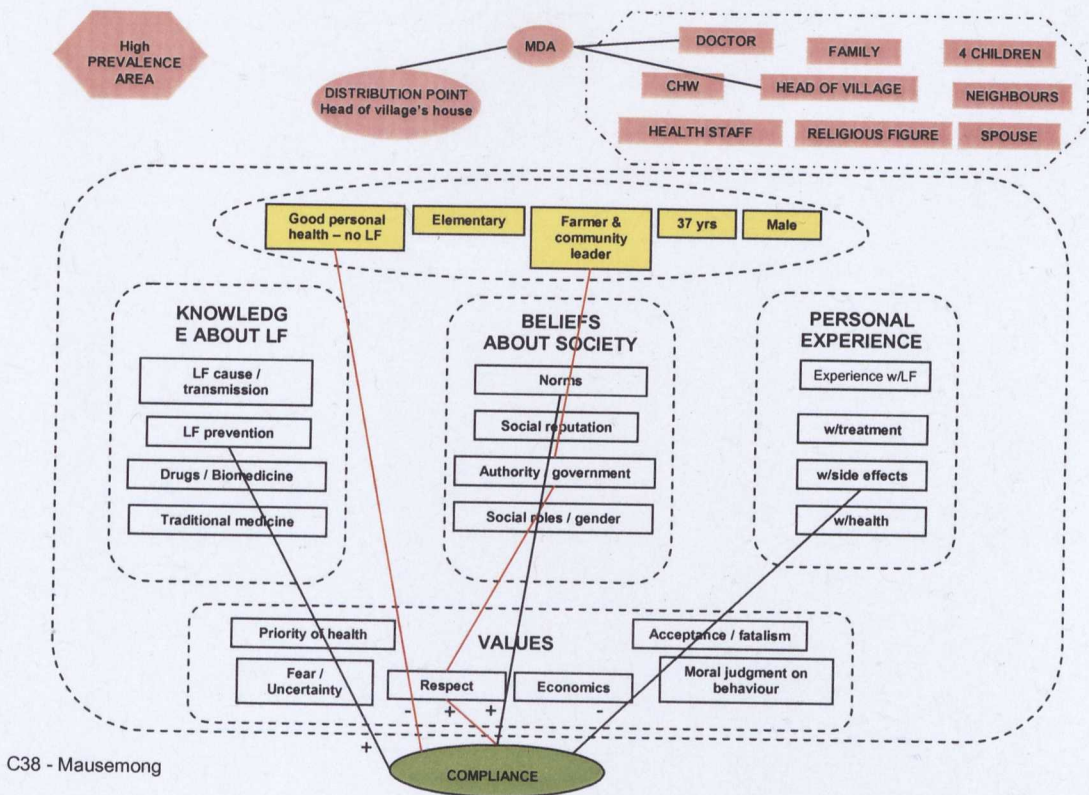 High
PREVALENCE
AREA
MDA
DISTRIBUTION POINT
Head of village's house
DOCTOR
FAMILY
4 CHILDREN
CHW
HEAD OF VILLAGE
NEIGHBOURS
HEALTH STAFF
RELIGIOUS FIGURE
SPOUSE
Good personal
health – no LF
Elementary
Farmer &
community
leader
37 yrs
Male
KNOWLEDG
E ABOUT LF
LF cause /
transmission
LF prevention
Drugs / Biomedicine
Traditional medicine
BELIEFS
ABOUT SOCIETY
Norms
Social reputation
Authority / government
Social roles / gender
PERSONAL
EXPERIENCE
Experience w/LF
w/treatment
w/side effects
w/health
VALUES
Priority of health
Acceptance / fatalism
Fear /
Uncertainty
Respect
Economics
Moral judgment on
behaviour
- + + -
+
COMPLIANCE
C38 - Mausemong